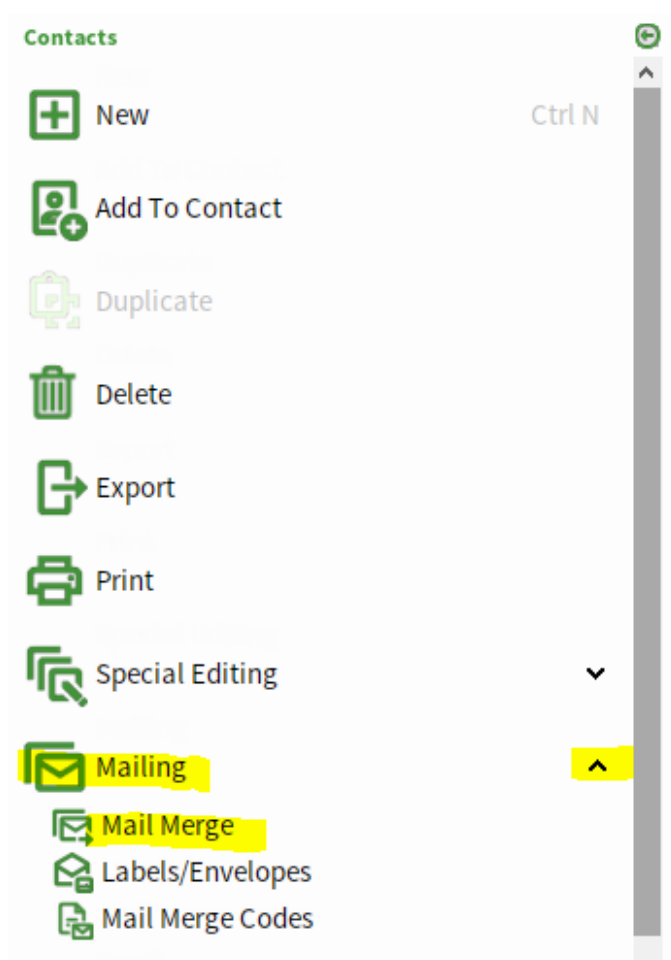 Contacts
New Ctrl N
Add To Contact
Duplicate
Delete
Export
Print
Special Editing
Mailing
Mail Merge
Labels/Envelopes
Mail Merge Codes